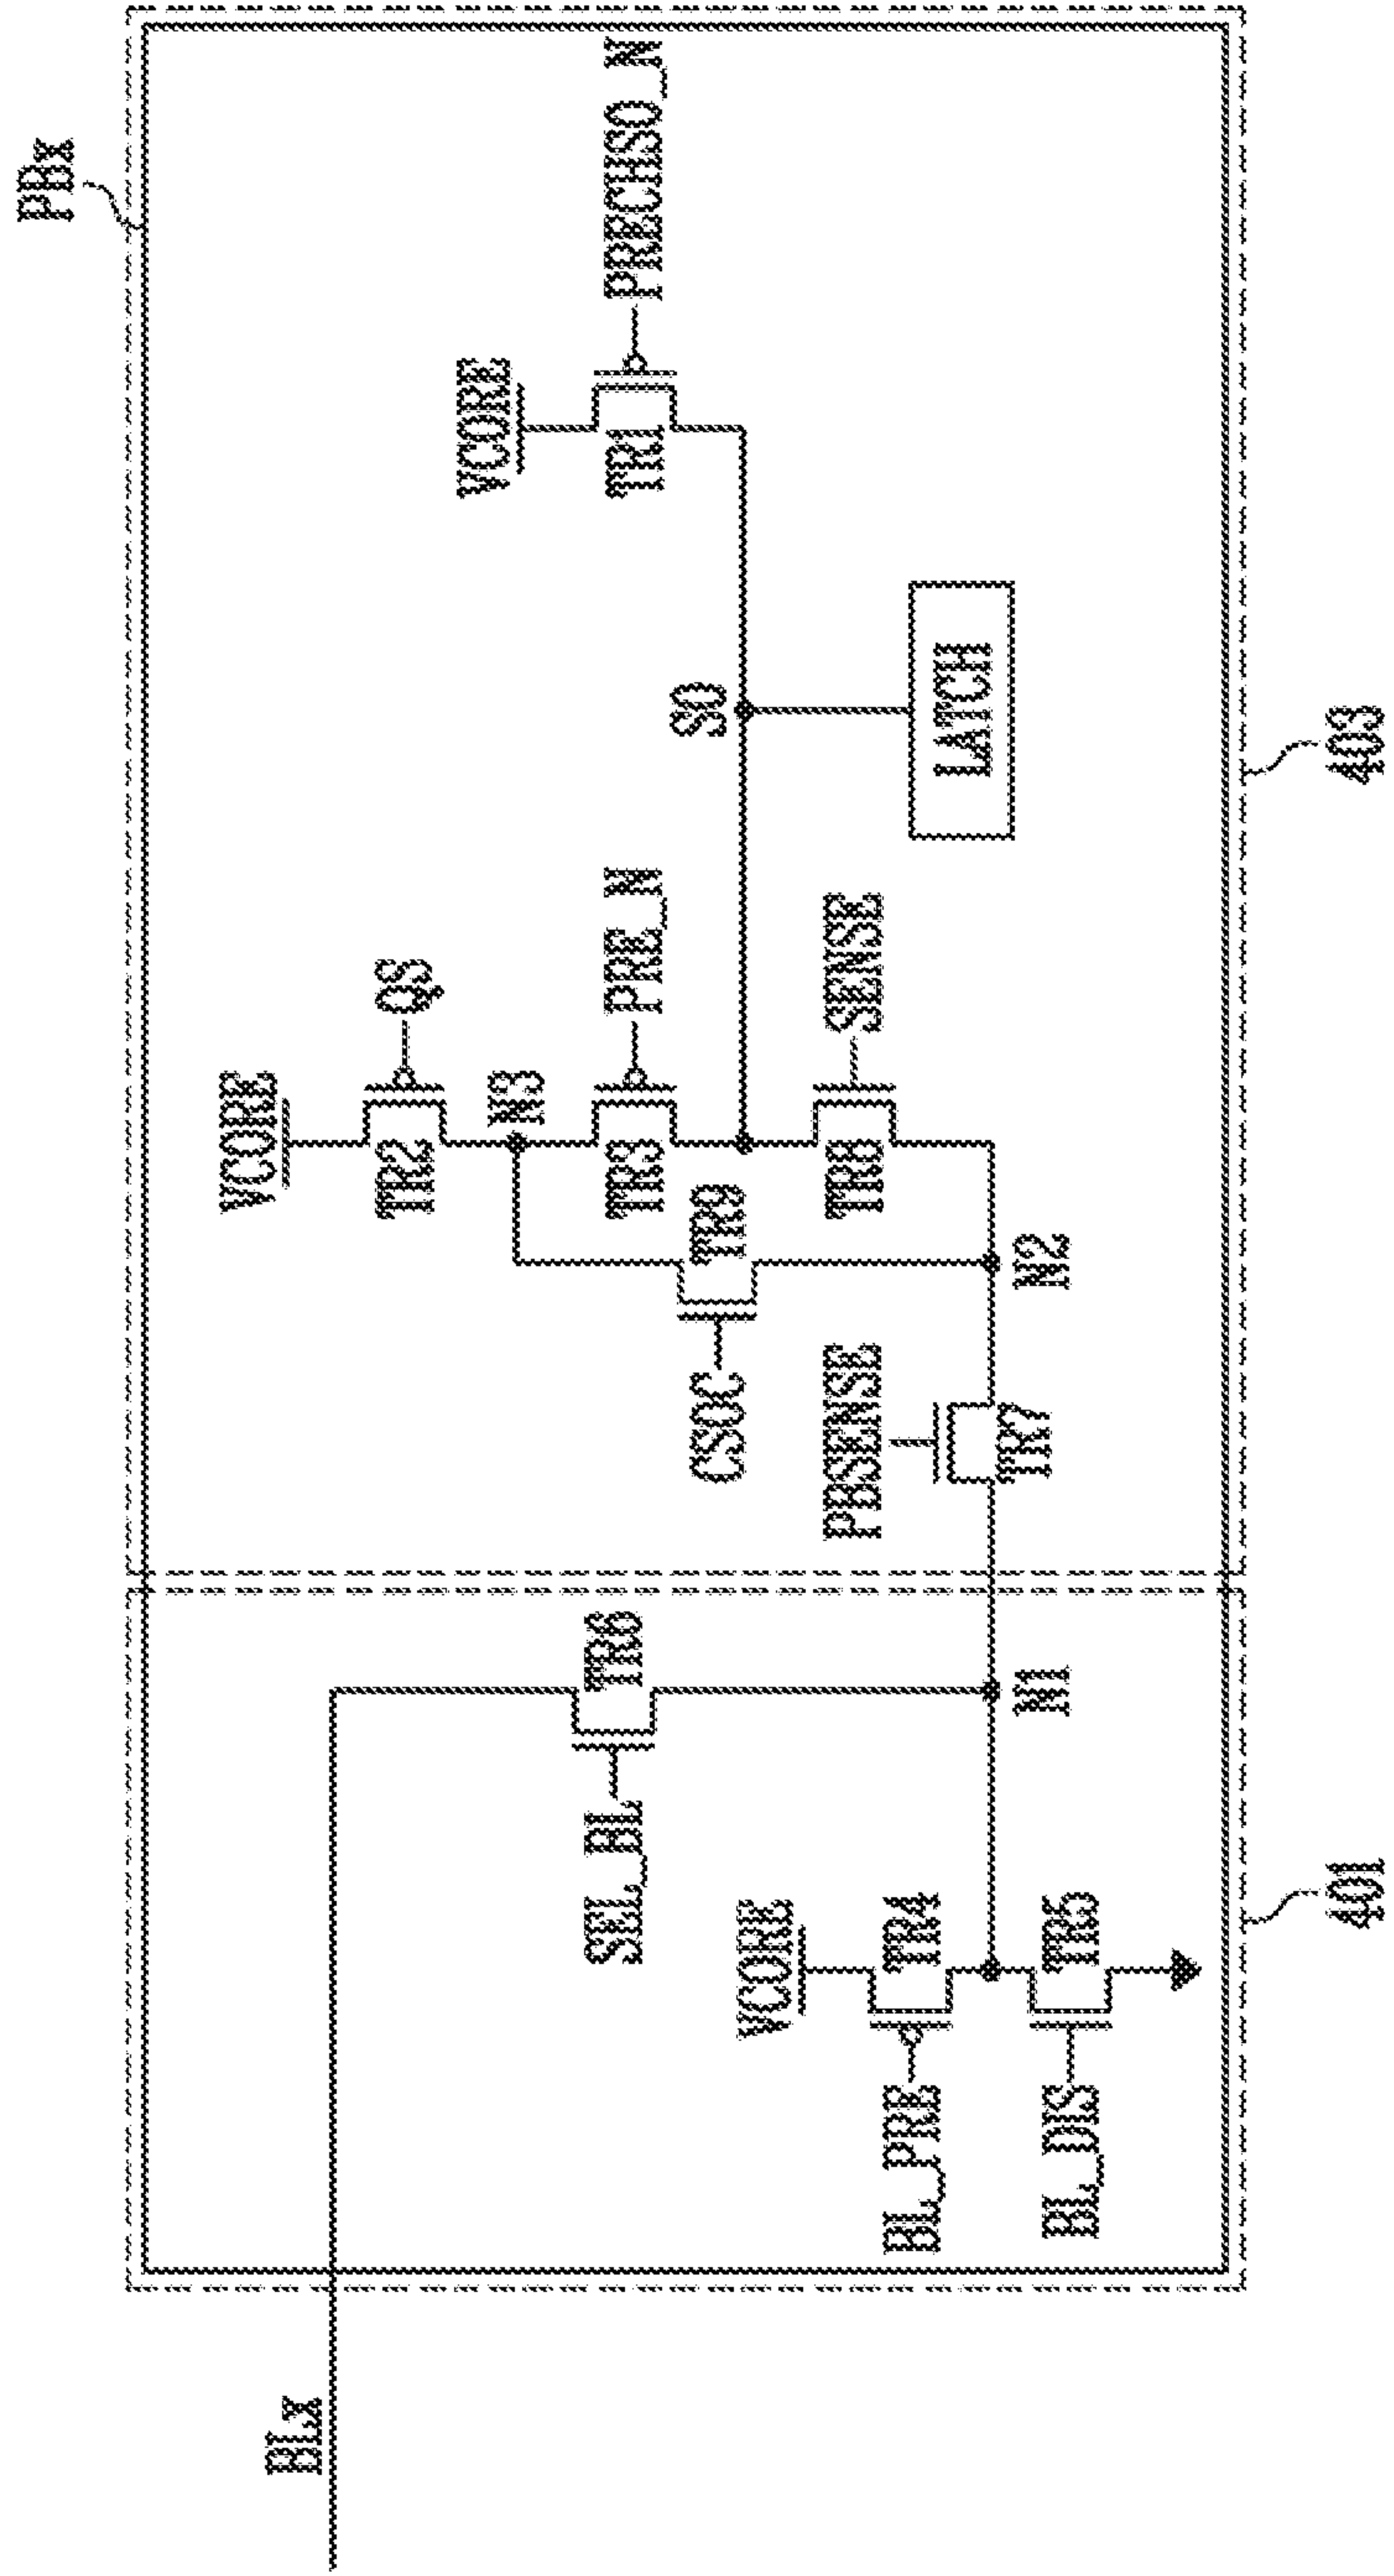 PBx
BLx
VCORE
QS
TR2
N3
VCORE
PRECHSO_N
TR1
SEL_BL
TR6
CSOC
TR9
PRE_N
TR3
SO
VCORE
BL_PRE
TR4
PBSENSE
SENSE
TR8
LATCH
BL_DIS
TR5
N1
TR7
N2
401
403